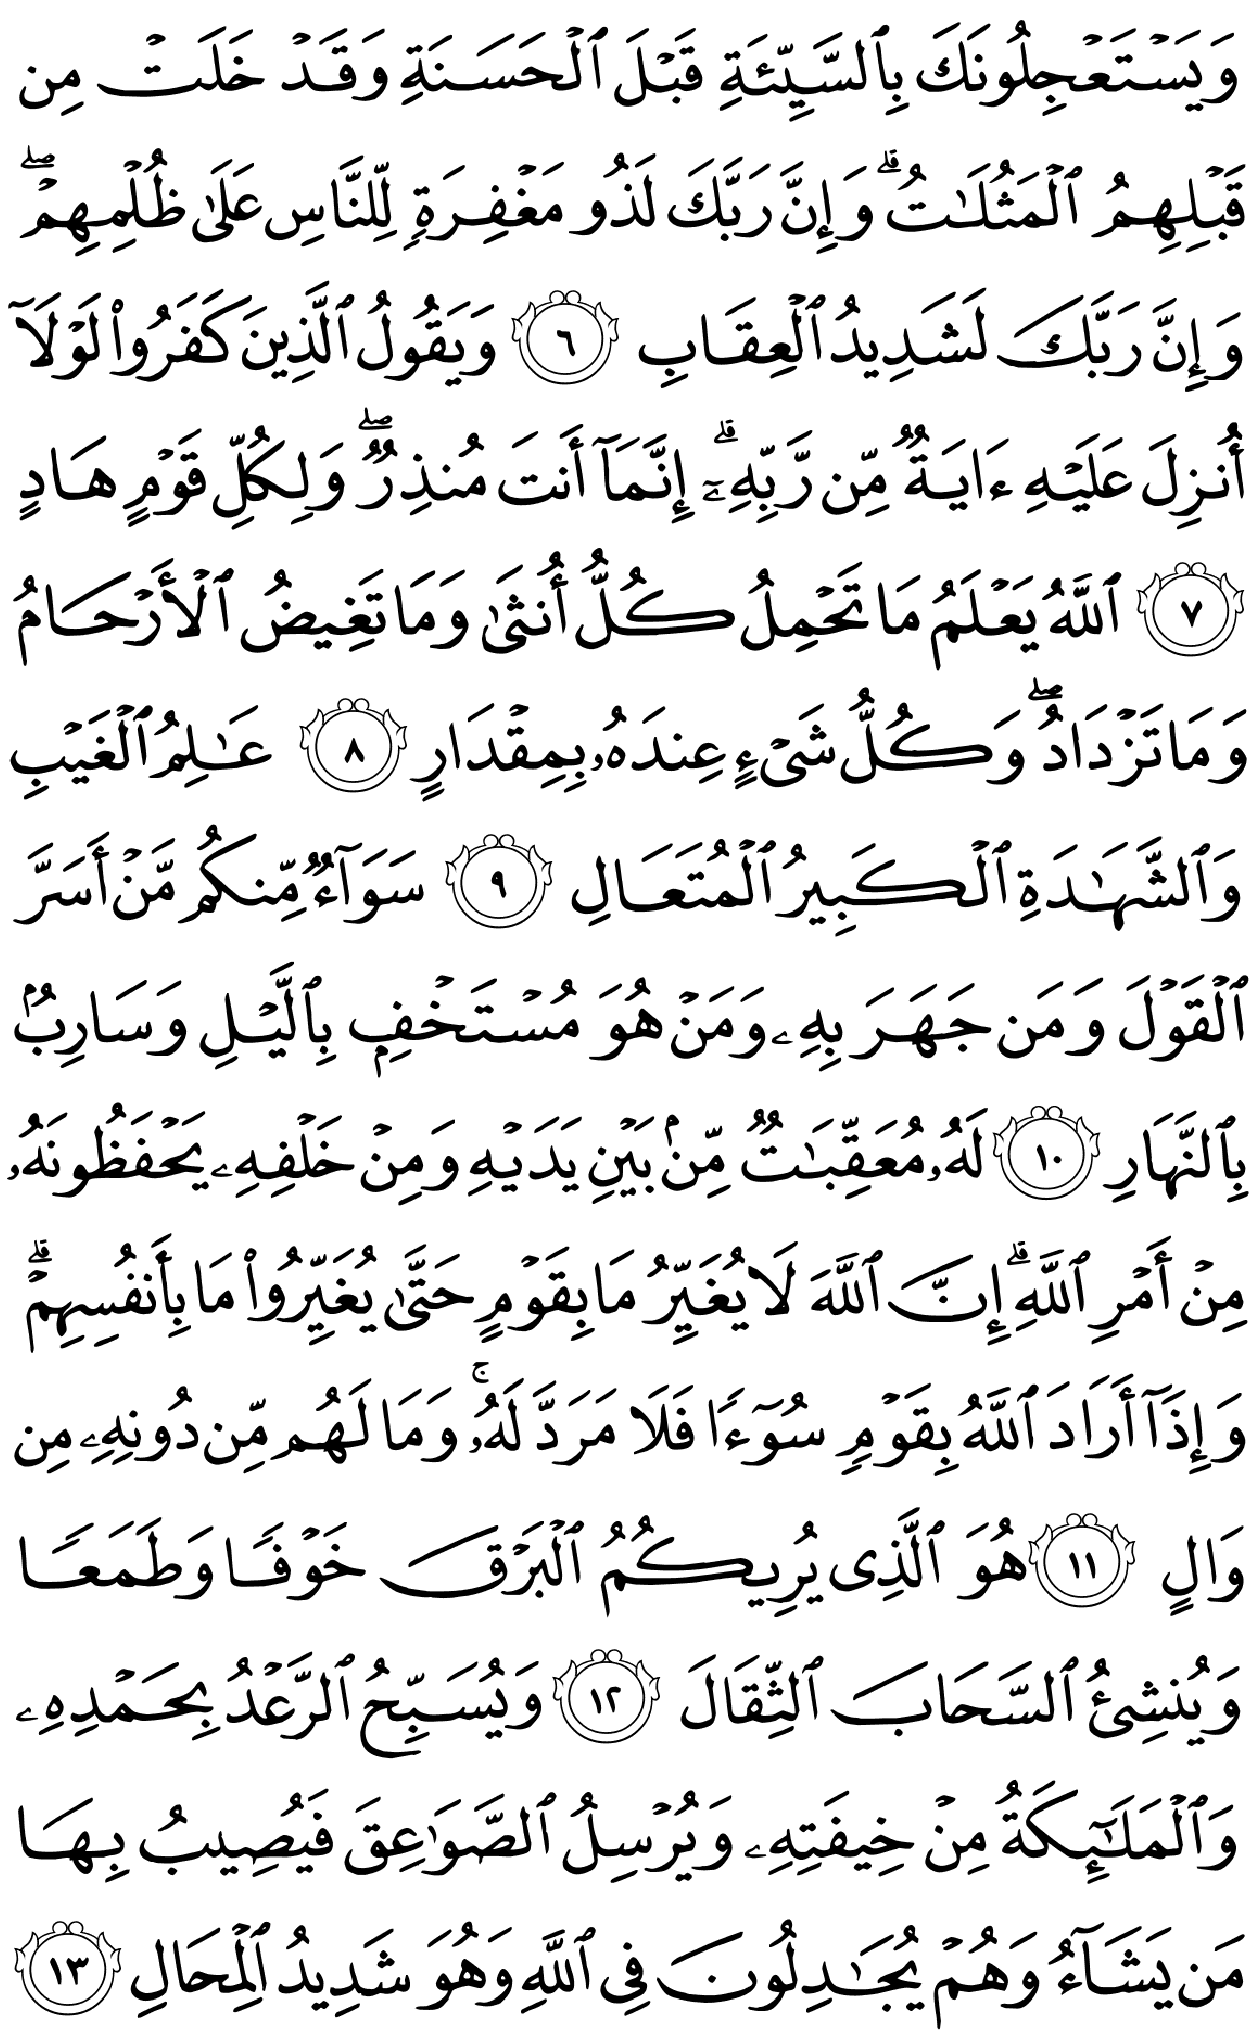 وَيَسۡتَعۡجِلُونَكَ بِٱلسَّيِّئَةِ قَبۡلَ ٱلۡحَسَنَةِ وَقَدۡ خَلَتۡ مِن
قَبۡلِهِمُ ٱلۡمَثُلَٰتُۗ وَإِنَّ رَبَّكَ لَذُو مَغۡفِرَةٖ لِّلنَّاسِ عَلَىٰ ظُلۡمِهِمۡۖ
وَإِنَّ رَبَّكَ لَشَدِيدُ ٱلۡعِقَابِ ٦ وَيَقُولُ ٱلَّذِينَ كَفَرُواْ لَوۡلَآ
أُنزِلَ عَلَيۡهِ ءَايَةٞ مِّن رَّبِّهِۦٓۗ إِنَّمَآ أَنتَ مُنذِرٞۖ وَلِكُلِّ قَوۡمٍ هَادٍ
٧ ٱللَّهُ يَعۡلَمُ مَا تَحۡمِلُ كُلُّ أُنثَىٰ وَمَا تَغِيضُ ٱلۡأَرۡحَامُ
وَمَا تَزۡدَادُۖ وَكُلُّ شَيۡءٍ عِندَهُۥ بِمِقۡدَارٍ ٨ عَٰلِمُ ٱلۡغَيۡبِ
وَٱلشَّهَٰدَةِ ٱلۡكَبِيرُ ٱلۡمُتَعَالِ ٩ سَوَآءٞ مِّنكُم مَّنۡ أَسَرَّ
ٱلۡقَوۡلَ وَمَن جَهَرَ بِهِۦ وَمَنۡ هُوَ مُسۡتَخۡفِۭ بِٱلَّيۡلِ وَسَارِبُۢ
بِٱلنَّهَارِ ١٠ لَهُۥ مُعَقِّبَٰتٞ مِّنۢ بَيۡنِ يَدَيۡهِ وَمِنۡ خَلۡفِهِۦ يَحۡفَظُونَهُۥ
مِنۡ أَمۡرِ ٱللَّهِۗ إِنَّ ٱللَّهَ لَا يُغَيِّرُ مَا بِقَوۡمٍ حَتَّىٰ يُغَيِّرُواْ مَا بِأَنفُسِهِمۡۗ
وَإِذَآ أَرَادَ ٱللَّهُ بِقَوۡمٖ سُوٓءٗا فَلَا مَرَدَّ لَهُۥۚ وَمَا لَهُم مِّن دُونِهِۦ مِن
وَالٍ ١١ هُوَ ٱلَّذِي يُرِيكُمُ ٱلۡبَرۡقَ خَوۡفٗا وَطَمَعٗا
وَيُنشِئُ ٱلسَّحَابَ ٱلثِّقَالَ ١٢ وَيُسَبِّحُ ٱلرَّعۡدُ بِحَمۡدِهِۦ
وَٱلۡمَلَٰٓئِكَةُ مِنۡ خِيفَتِهِۦ وَيُرۡسِلُ ٱلصَّوَٰعِقَ فَيُصِيبُ بِهَا
مَن يَشَآءُ وَهُمۡ يُجَٰدِلُونَ فِي ٱللَّهِ وَهُوَ شَدِيدُ ٱلۡمِحَالِ ١٣